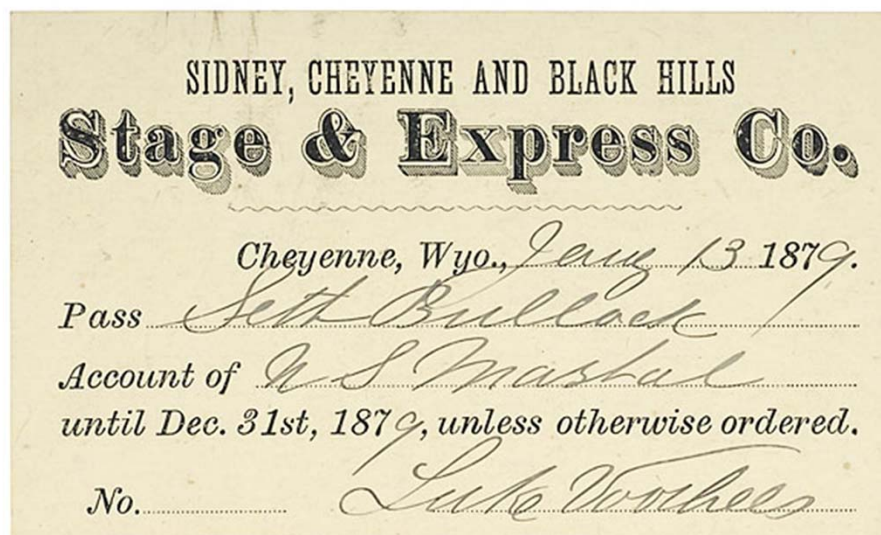 SIDNEY, CHEYENNE AND BLACK HILLS
Stage & Express Co.
Cheyenne, Wyo., Jany 13 1879.
Pass Seth Bullock
Account of U S Marshal
until Dec. 31st, 1879, unless otherwise ordered.
No. Luke Voorhees